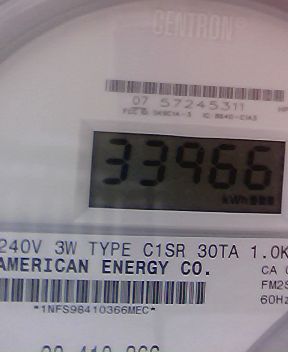 CENTRON®
07 57245311
33966
kWh
240V 3W TYPE C1SR 30TA 1.0K
AMERICAN ENERGY CO.
CA
FM2S
60Hz
*1NFS98410366MEC*